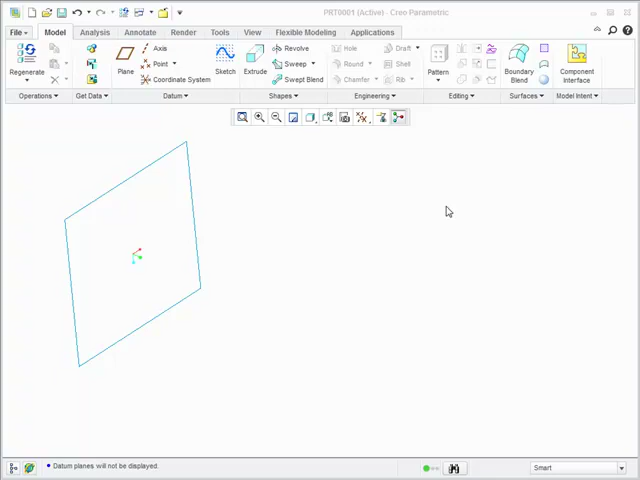 PRT0001 (Active) - Creo Parametric
File Model Analysis Annotate Render Tools View Flexible Modeling Applications
Regenerate
Operations
Get Data
Plane
Axis
Point
Coordinate System
Sketch
Datum
Extrude
Revolve
Sweep
Swept Blend
Shapes
Hole
Round
Chamfer
Draft
Shell
Rib
Engineering
Pattern
Editing
Boundary
Blend
Surfaces
Component
Interface
Model Intent
Datum planes will not be displayed.
Smart